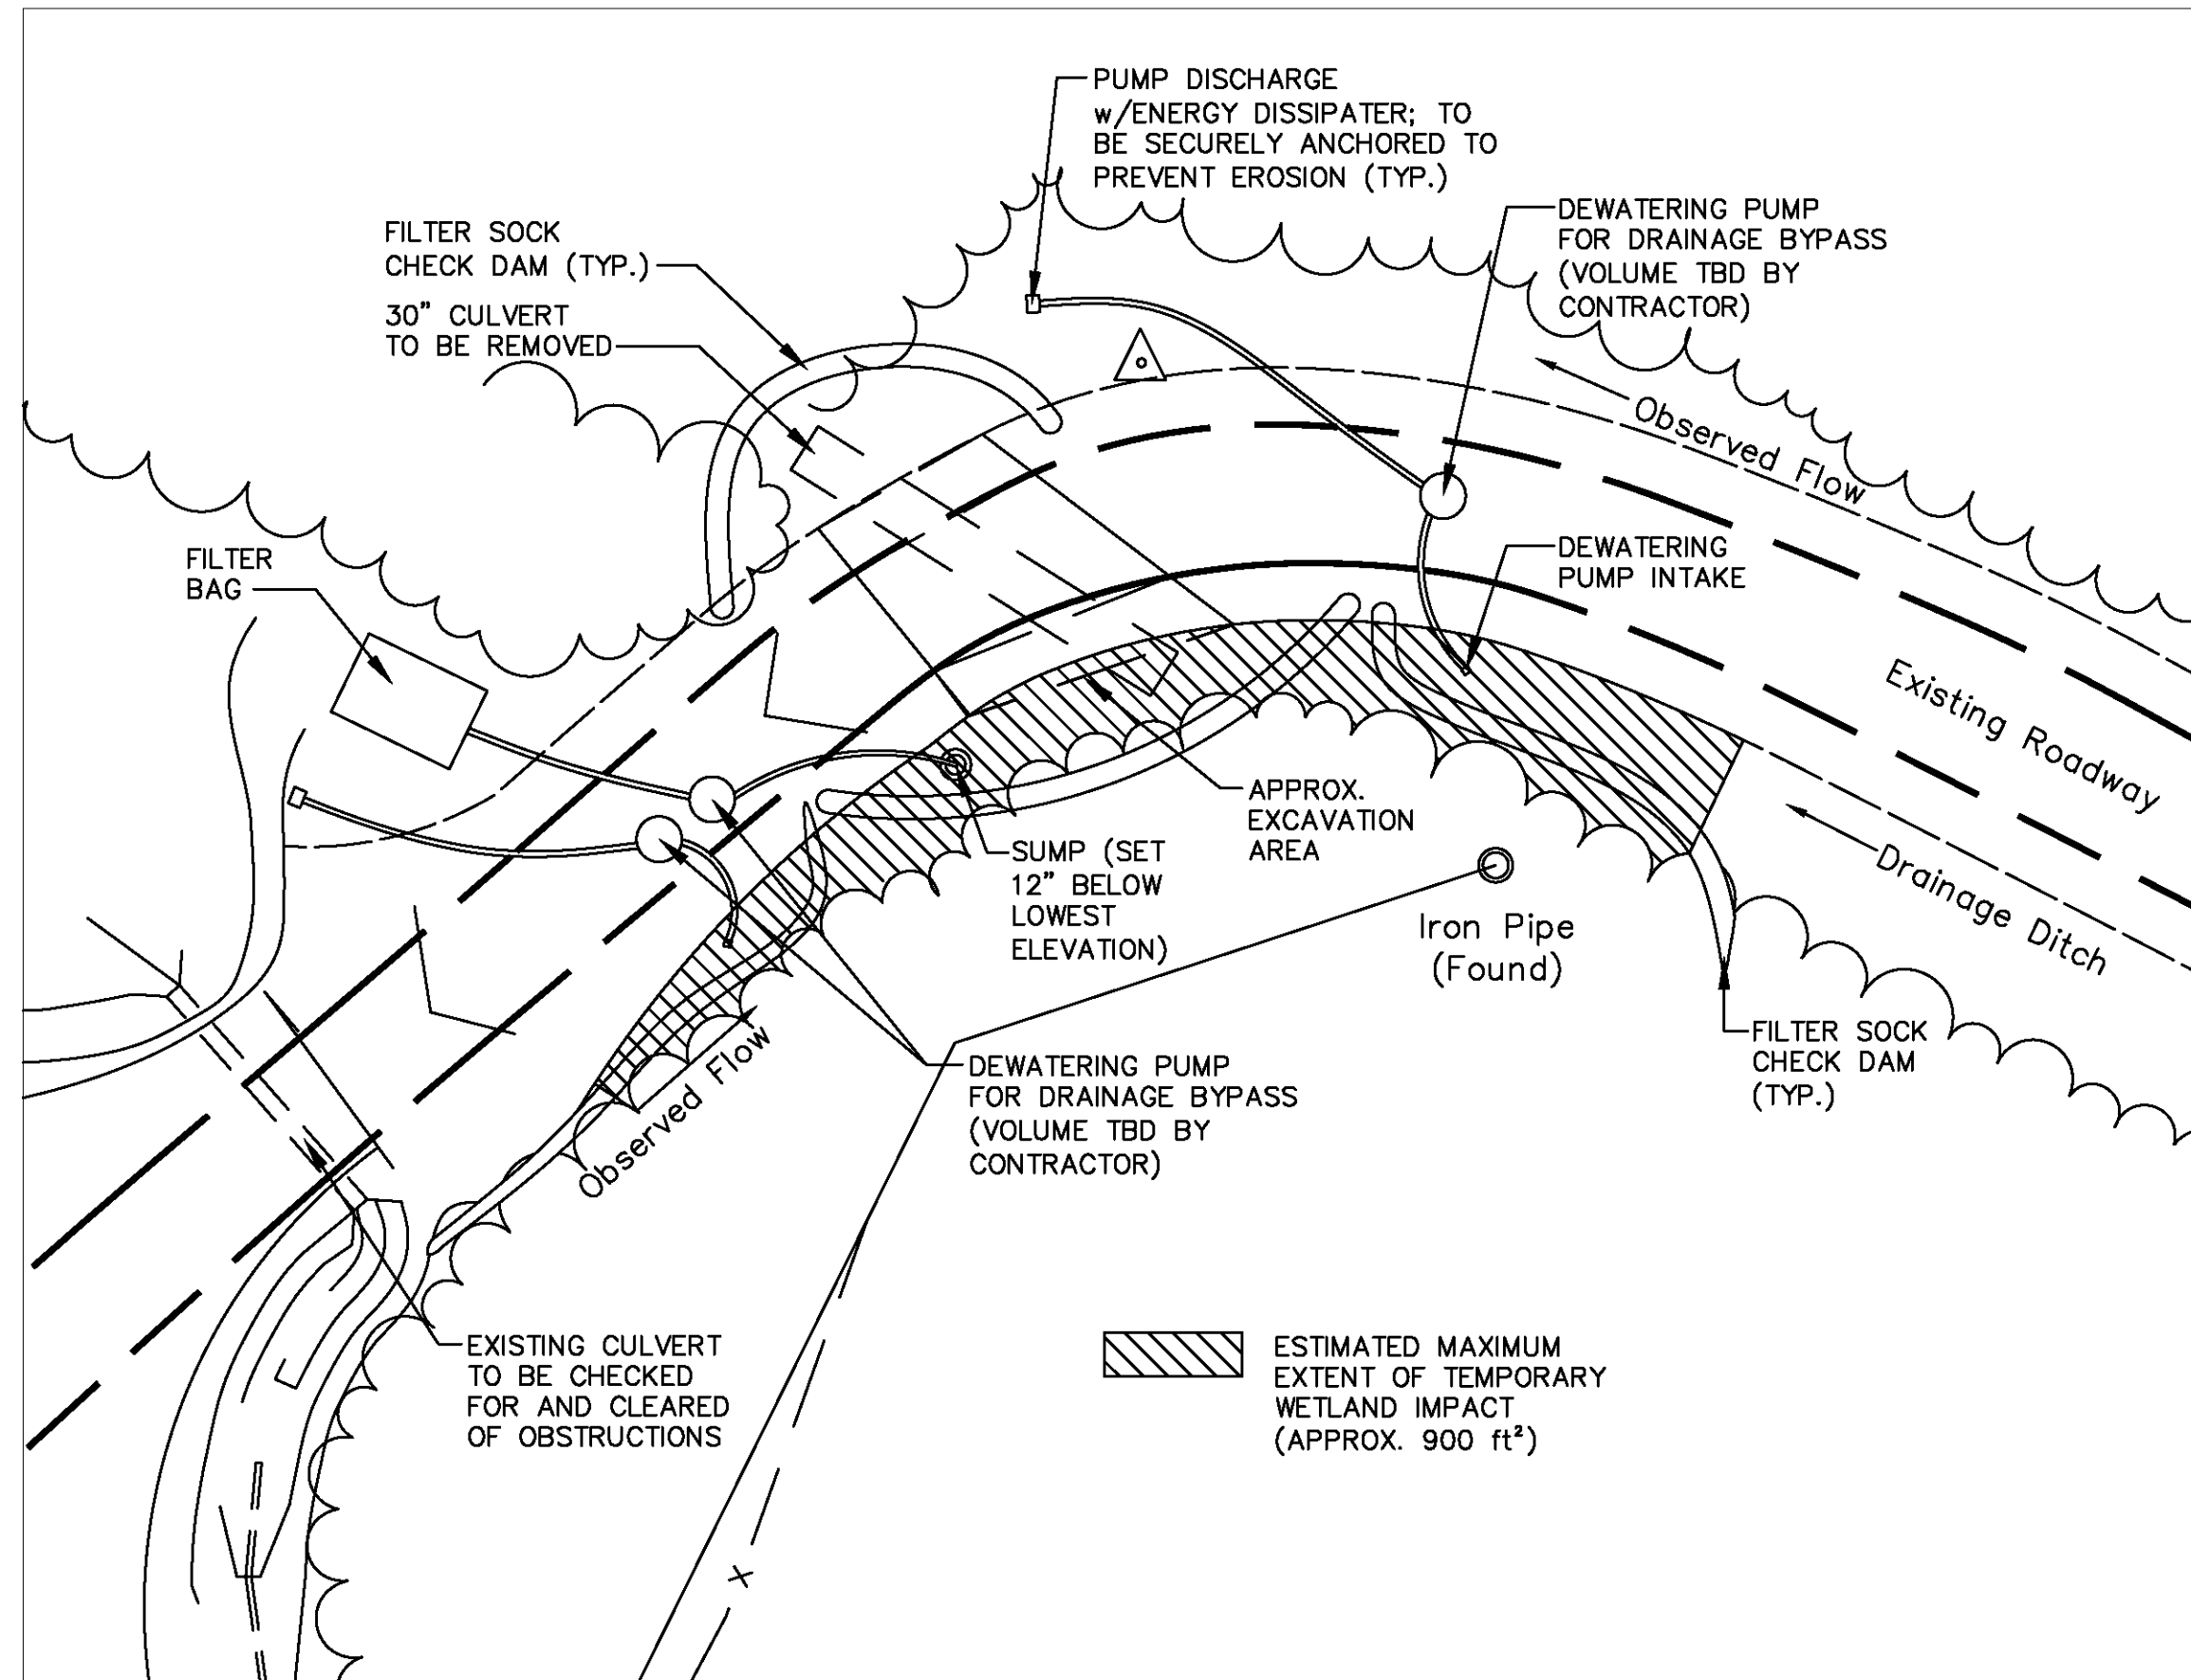 PUMP DISCHARGE
w/ENERGY DISSIPATER; TO
BE SECURELY ANCHORED TO
PREVENT EROSION (TYP.)
DEWATERING PUMP
FOR DRAINAGE BYPASS
(VOLUME TBD BY
CONTRACTOR)
FILTER SOCK
CHECK DAM (TYP.)
30" CULVERT
TO BE REMOVED
Observed Flow
FILTER
BAG
DEWATERING
PUMP INTAKE
Existing Roadway
APPROX.
EXCAVATION
AREA
SUMP (SET
12" BELOW
LOWEST
ELEVATION)
Drainage Ditch
Iron Pipe
(Found)
FILTER SOCK
CHECK DAM
(TYP.)
Observed Flow
DEWATERING PUMP
FOR DRAINAGE BYPASS
(VOLUME TBD BY
CONTRACTOR)
EXISTING CULVERT
TO BE CHECKED
FOR AND CLEARED
OF OBSTRUCTIONS
ESTIMATED MAXIMUM
EXTENT OF TEMPORARY
WETLAND IMPACT
(APPROX. 900 ft²)
X